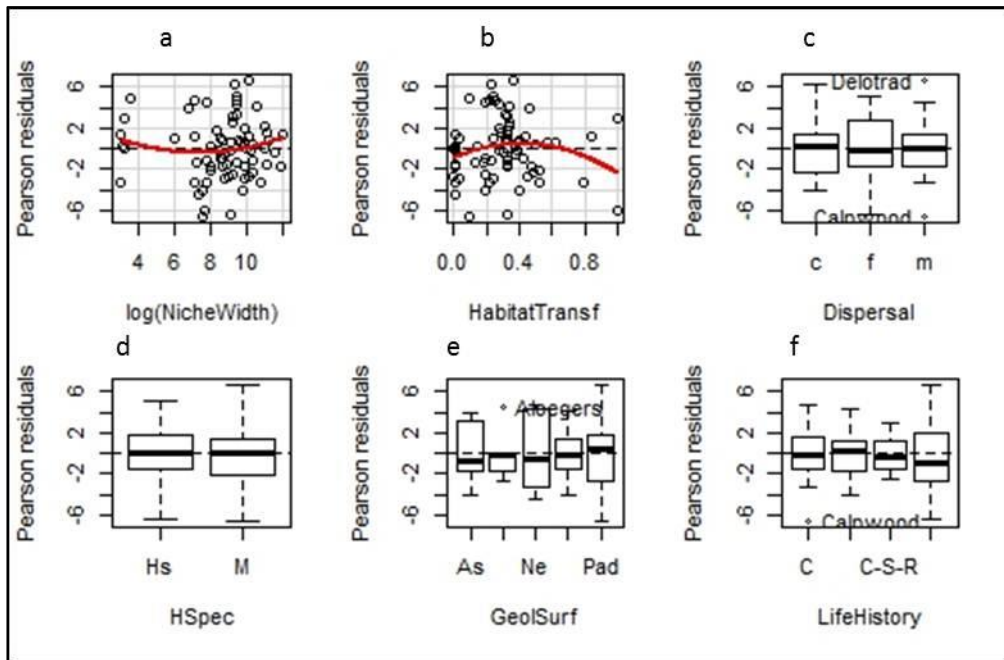 a
Pearson residuals
6
2
-2
-6
4 6 8 10
log(NicheWidth)
b
Pearson residuals
6
2
-2
-6
0.0 0.4 0.8
HabitatTransf
c
Pearson residuals
6
2
-2
-6
Delotrad
Calpwood
c f m
Dispersal
d
Pearson residuals
6
2
-2
-6
Hs M
HSpec
e
Pearson residuals
6
2
-2
-6
Aloegers
As Ne Pad
GeolSurf
f
Pearson residuals
6
2
-2
-6
Calpwood
C C-S-R
LifeHistory